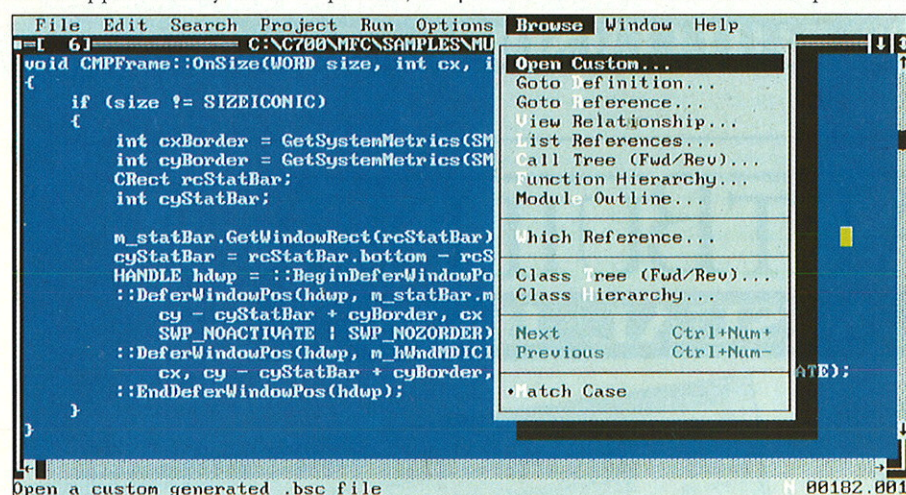 File Edit Search Project Run Options Browse Window Help
[ 6] C:\C700\MFC\SAMPLES\MU
void CMPFrame::OnSize(WORD size, int cx, i
{
if (size != SIZEICONIC)
{
int cxBorder = GetSystemMetrics(SM
int cyBorder = GetSystemMetrics(SM
CRect rcStatBar;
int cyStatBar;
m_statBar.GetWindowRect(rcStatBar)
cyStatBar = rcStatBar.bottom - rcS
HANDLE hdwp = ::BeginDeferWindowPo
::DeferWindowPos(hdwp, m_statBar.m
cy - cyStatBar + cyBorder, cx
SWP_NOACTIVATE | SWP_NOZORDER)
::DeferWindowPos(hdwp, m_hWndMDICl
cx, cy - cyStatBar + cyBorder, ATE);
::EndDeferWindowPos(hdwp);
}
}
Open Custom...
Goto Definition...
Goto Reference...
View Relationship...
List References...
Call Tree (Fwd/Rev)...
Function Hierarchy...
Module Outline...
Which Reference...
Class Tree (Fwd/Rev)...
Class Hierarchy...
Next Ctrl+Num+
Previous Ctrl+Num-
•Match Case
Open a custom generated .bsc file N 00182.001